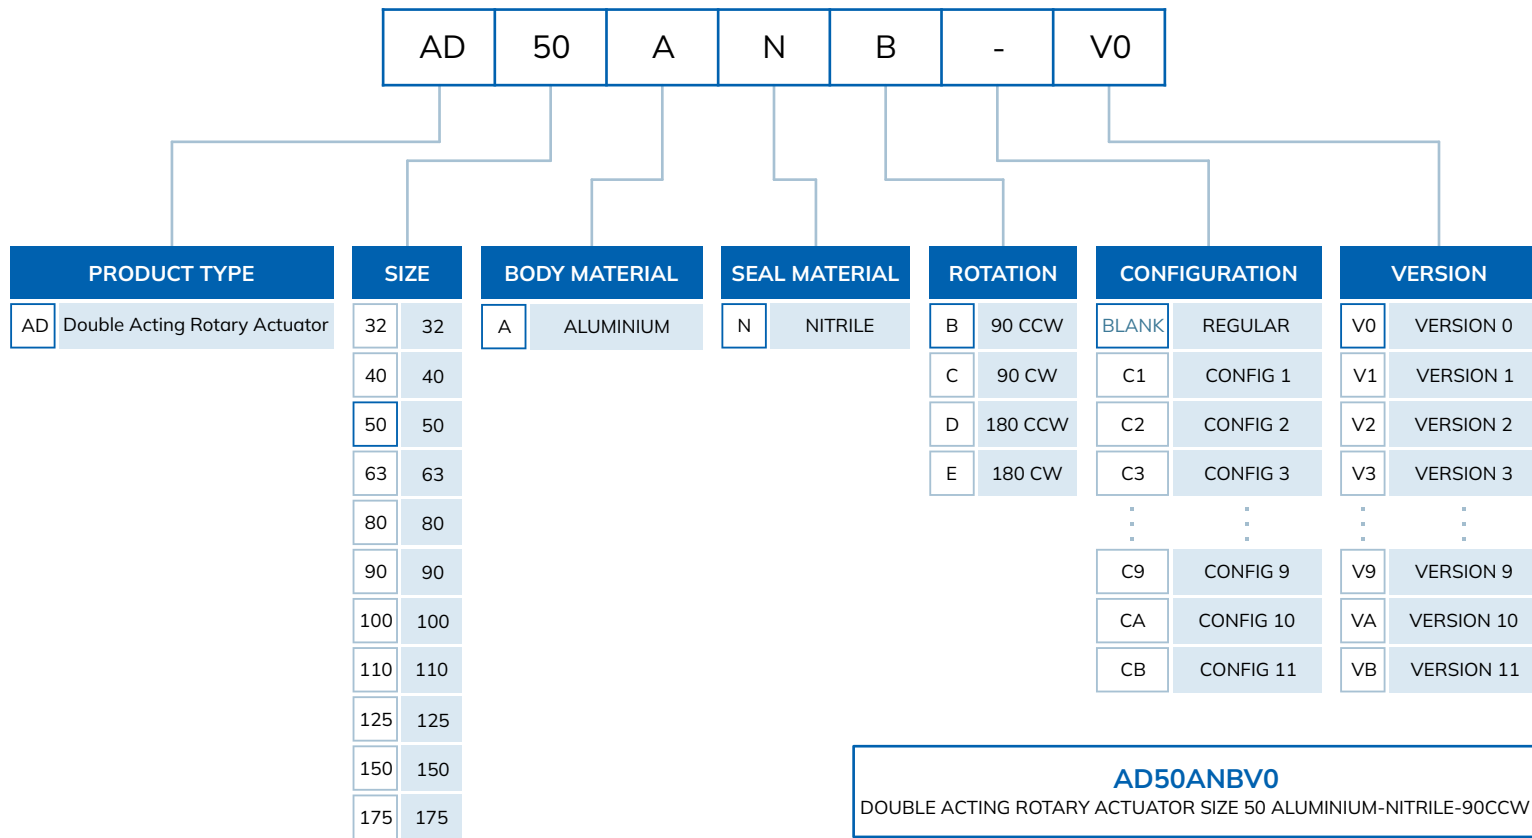 AD 50 A N B - V0
PRODUCT TYPE
AD Double Acting Rotary Actuator
SIZE
32 32
40 40
50 50
63 63
80 80
90 90
100 100
110 110
125 125
150 150
175 175
BODY MATERIAL
A ALUMINIUM
SEAL MATERIAL
N NITRILE
ROTATION
B 90 CCW
C 90 CW
D 180 CCW
E 180 CW
CONFIGURATION
BLANK REGULAR
C1 CONFIG 1
C2 CONFIG 2
C3 CONFIG 3
C9 CONFIG 9
CA CONFIG 10
CB CONFIG 11
VERSION
V0 VERSION 0
V1 VERSION 1
V2 VERSION 2
V3 VERSION 3
V9 VERSION 9
VA VERSION 10
VB VERSION 11
AD50ANBV0
DOUBLE ACTING ROTARY ACTUATOR SIZE 50 ALUMINIUM-NITRILE-90CCW